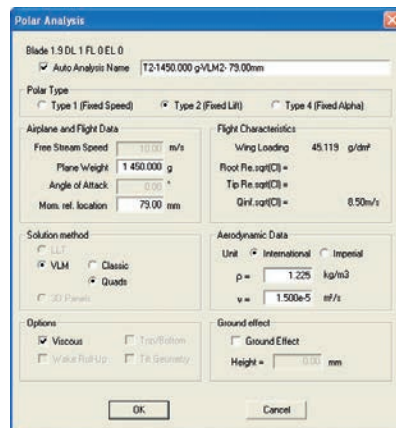 Polar Analysis
Blade 1.9 DL 1 FL 0 EL 0
Auto Analysis Name T2-1450.000 g-VLM2- 79.00mm
Polar Type
Type 1 (Fixed Speed) Type 2 (Fixed Lift) Type 4 (Fixed Alpha)
Airplane and Flight Data
Free Stream Speed 10.00 m/s
Plane Weight 1 450.000 g
Angle of Attack 0.00 °
Mom. ref. location 79.00 mm
Flight Characteristics
Wing Loading 45.119 g/dm²
Root Re.sqrt(Cl) =
Tip Re.sqrt(Cl) =
Qinf.sqrt(Cl) = 8.50m/s
Solution method
LLT
VLM Classic
Quads
3D Panels
Aerodynamic Data
Unit International Imperial
ρ = 1.225 kg/m3
ν = 1.500e-5 m²/s
Options
Viscous Top/Bottom
Wake Roll-Up Tilt Geometry
Ground effect
Ground Effect
Height = 0.00 mm
OK Cancel